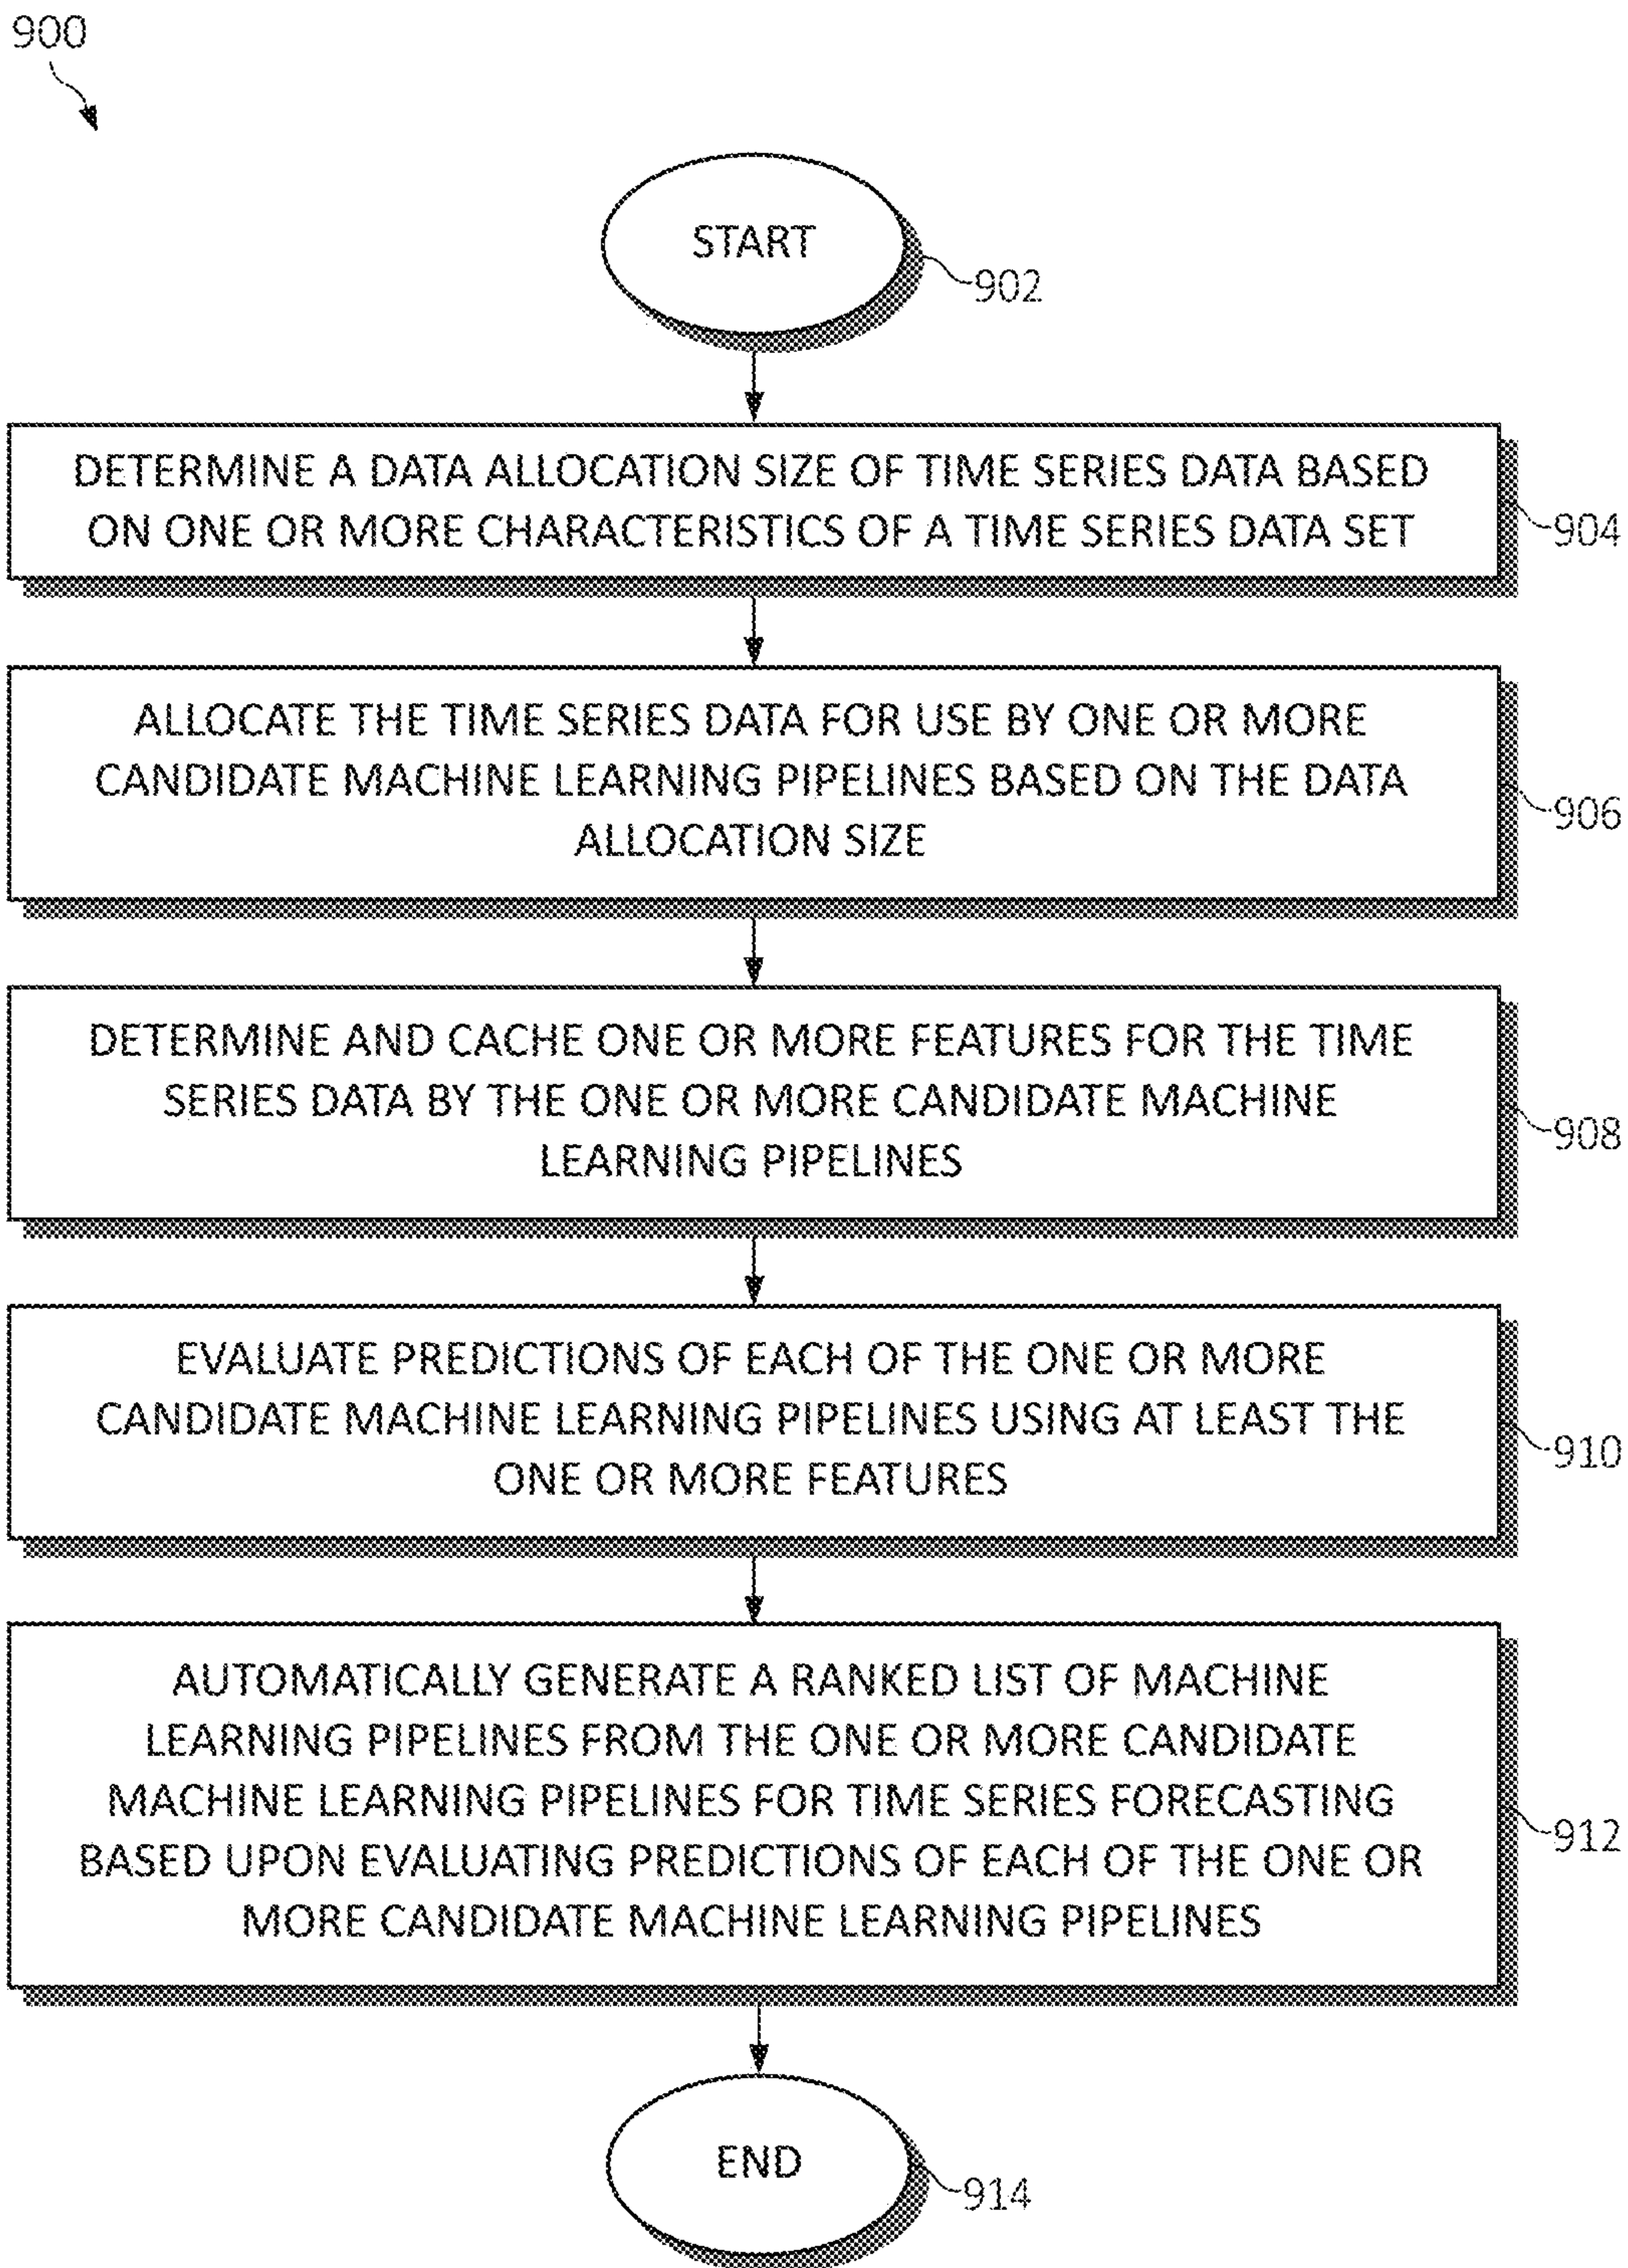 900
START
902
DETERMINE A DATA ALLOCATION SIZE OF TIME SERIES DATA BASED
ON ONE OR MORE CHARACTERISTICS OF A TIME SERIES DATA SET
904
ALLOCATE THE TIME SERIES DATA FOR USE BY ONE OR MORE
CANDIDATE MACHINE LEARNING PIPELINES BASED ON THE DATA
ALLOCATION SIZE
906
DETERMINE AND CACHE ONE OR MORE FEATURES FOR THE TIME
SERIES DATA BY THE ONE OR MORE CANDIDATE MACHINE
LEARNING PIPELINES
908
EVALUATE PREDICTIONS OF EACH OF THE ONE OR MORE
CANDIDATE MACHINE LEARNING PIPELINES USING AT LEAST THE
ONE OR MORE FEATURES
910
AUTOMATICALLY GENERATE A RANKED LIST OF MACHINE
LEARNING PIPELINES FROM THE ONE OR MORE CANDIDATE
MACHINE LEARNING PIPELINES FOR TIME SERIES FORECASTING
BASED UPON EVALUATING PREDICTIONS OF EACH OF THE ONE OR
MORE CANDIDATE MACHINE LEARNING PIPELINES
912
END
914